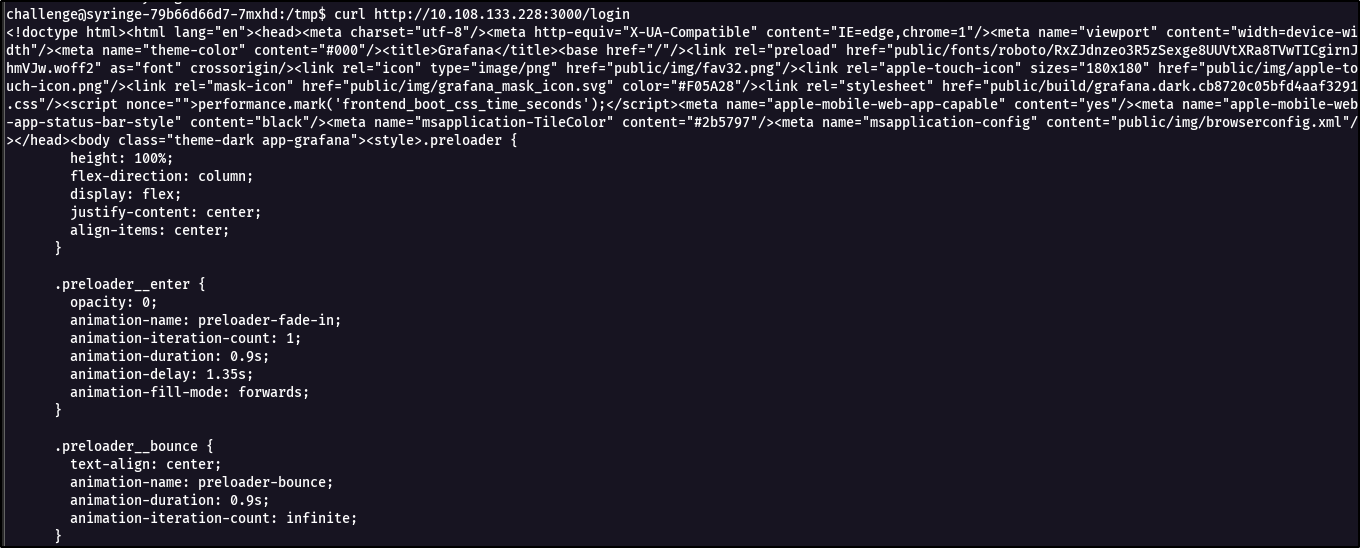 challenge@syringe-79b66d66d7-7mxhd:/tmp$ curl http://10.108.133.228:3000/login
<!doctype html><html lang="en"><head><meta charset="utf-8"/><meta http-equiv="X-UA-Compatible" content="IE=edge,chrome=1"/><meta name="viewport" content="width=device-wi
dth"/><meta name="theme-color" content="#000"/><title>Grafana</title><base href="/"/><link rel="preload" href="public/fonts/roboto/RxZJdnzeo3R5zSexge8UUVtXRa8TVwTICgirnJ
hmVJw.woff2" as="font" crossorigin/><link rel="icon" type="image/png" href="public/img/fav32.png"/><link rel="apple-touch-icon" sizes="180x180" href="public/img/apple-to
uch-icon.png"/><link rel="mask-icon" href="public/img/grafana_mask_icon.svg" color="#F05A28"/><link rel="stylesheet" href="public/build/grafana.dark.cb8720c05bfd4aaf3291
.css"/><script nonce="">performance.mark('frontend_boot_css_time_seconds');</script><meta name="apple-mobile-web-app-capable" content="yes"/><meta name="apple-mobile-web
-app-status-bar-style" content="black"/><meta name="msapplication-TileColor" content="#2b5797"/><meta name="msapplication-config" content="public/img/browserconfig.xml"/
></head><body class="theme-dark app-grafana"><style>.preloader {
        height: 100%;
        flex-direction: column;
        display: flex;
        justify-content: center;
        align-items: center;
      }

      .preloader__enter {
        opacity: 0;
        animation-name: preloader-fade-in;
        animation-iteration-count: 1;
        animation-duration: 0.9s;
        animation-delay: 1.35s;
        animation-fill-mode: forwards;
      }

      .preloader__bounce {
        text-align: center;
        animation-name: preloader-bounce;
        animation-duration: 0.9s;
        animation-iteration-count: infinite;
      }